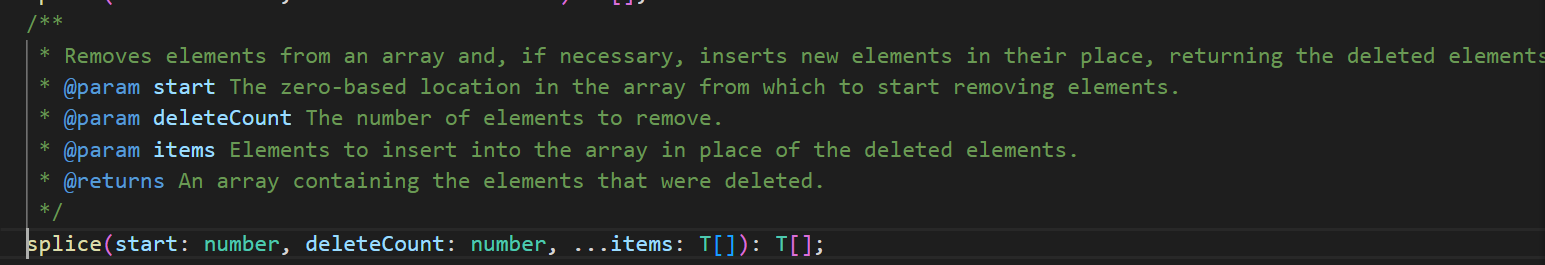 /**
* Removes elements from an array and, if necessary, inserts new elements in their place, returning the deleted elements
* @param start The zero-based location in the array from which to start removing elements.
* @param deleteCount The number of elements to remove.
* @param items Elements to insert into the array in place of the deleted elements.
* @returns An array containing the elements that were deleted.
*/
splice(start: number, deleteCount: number, ...items: T[]): T[];